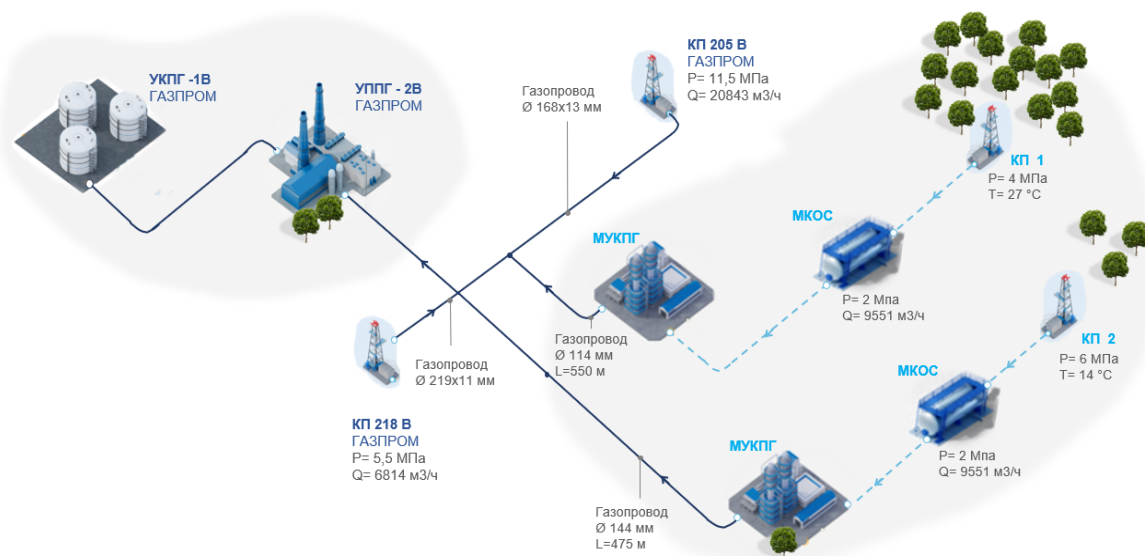 УКПГ -1В
ГАЗПРОМ
УППГ - 2В
ГАЗПРОМ
КП 205 В
ГАЗПРОМ
P= 11,5 МПа
Q= 20843 м3/ч
Газопровод
Ø 168х13 мм
КП 1
P= 4 МПа
T= 27 °C
МКОС
P= 2 Мпа
Q= 9551 м3/ч
МУКПГ
Газопровод
Ø 114 мм
L=550 м
Газопровод
Ø 219х11 мм
КП 218 В
ГАЗПРОМ
P= 5,5 МПа
Q= 6814 м3/ч
КП 2
P= 6 МПа
T= 14 °C
МКОС
P= 2 Мпа
Q= 9551 м3/ч
МУКПГ
Газопровод
Ø 144 мм
L=475 м